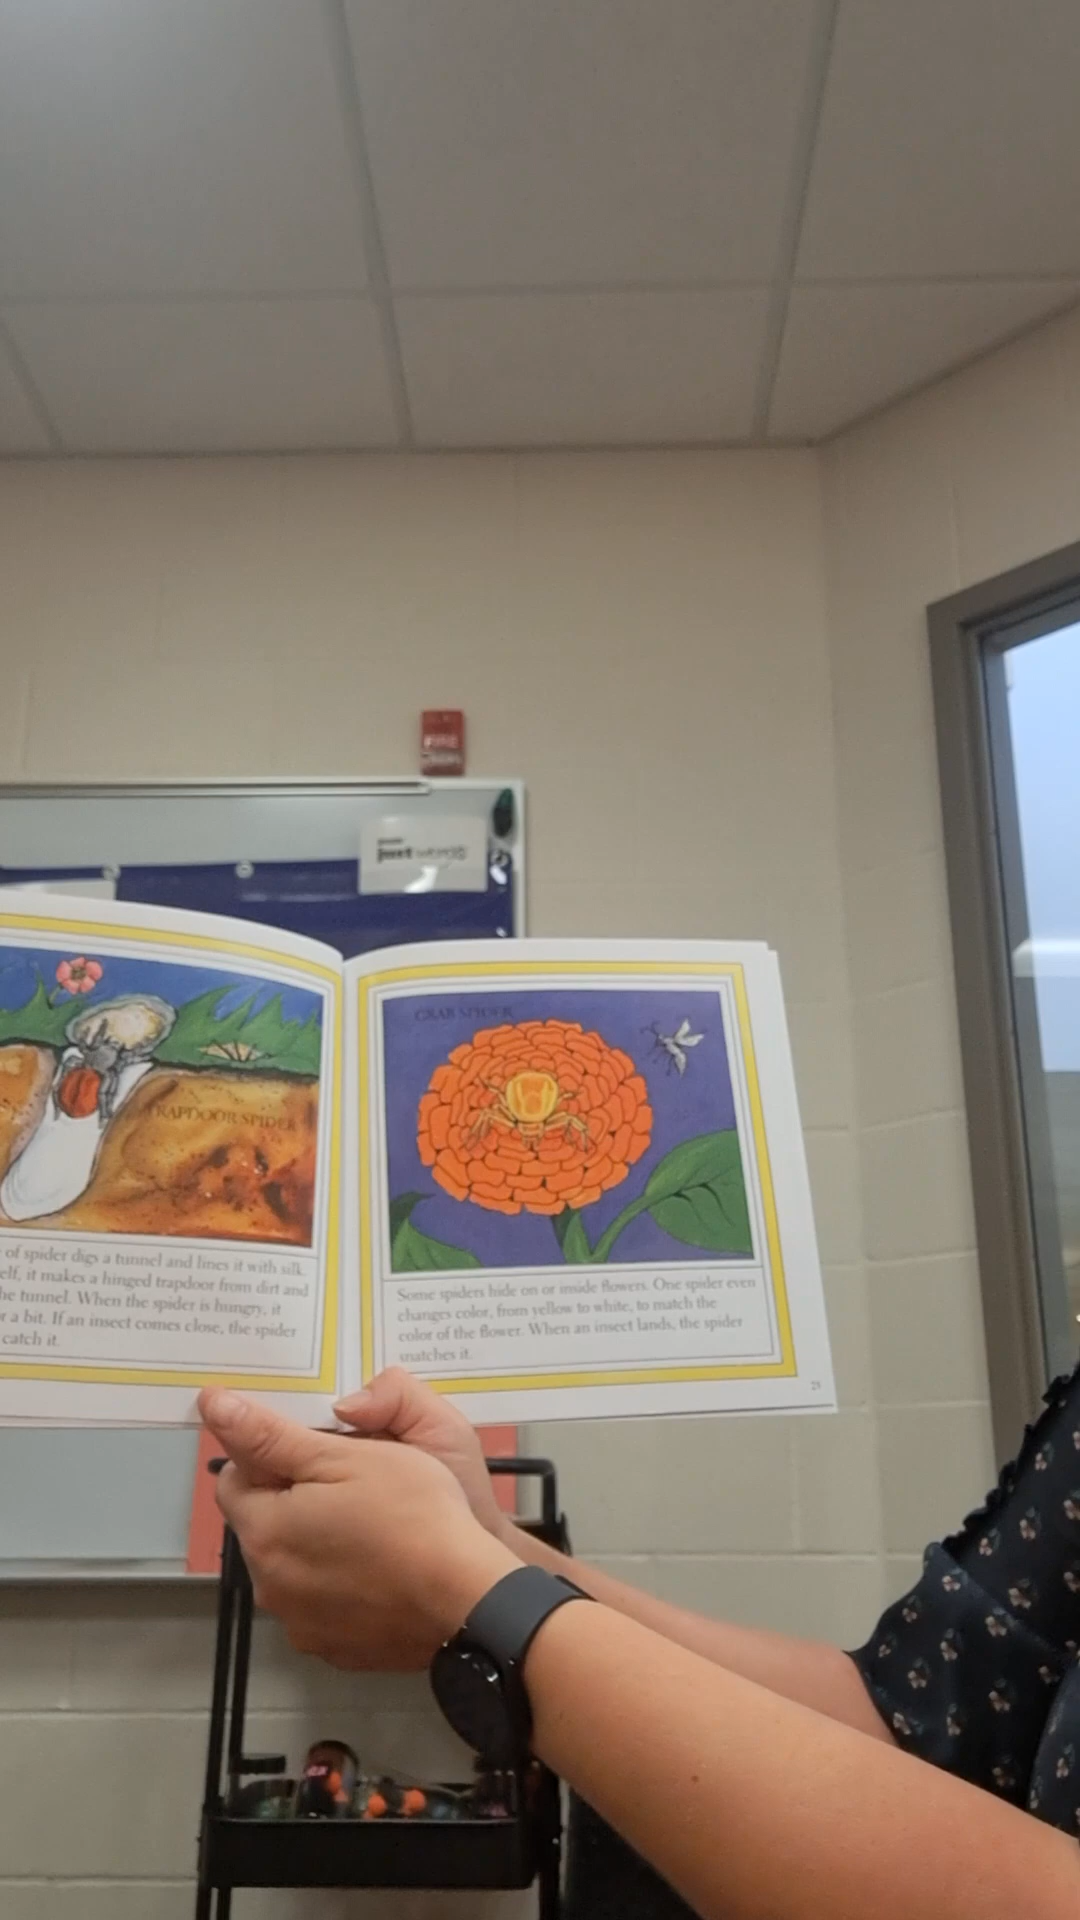 FIRE
just world
TRAPDOOR SPIDER
of spider digs a tunnel and lines it with silk.
elf, it makes a hinged trapdoor from dirt and
he tunnel. When the spider is hungry, it
r a bit. If an insect comes close, the spider
catch it.
CRAB SPIDER
Some spiders hide on or inside flowers. One spider even
changes color, from yellow to white, to match the
color of the flower. When an insect lands, the spider
snatches it.